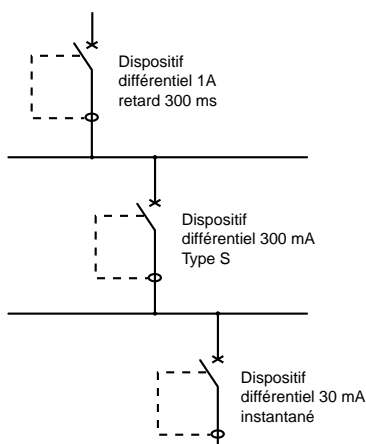 Dispositif
différentiel 1A
retard 300 ms
Dispositif
différentiel 300 mA
Type S
Dispositif
différentiel 30 mA
instantané